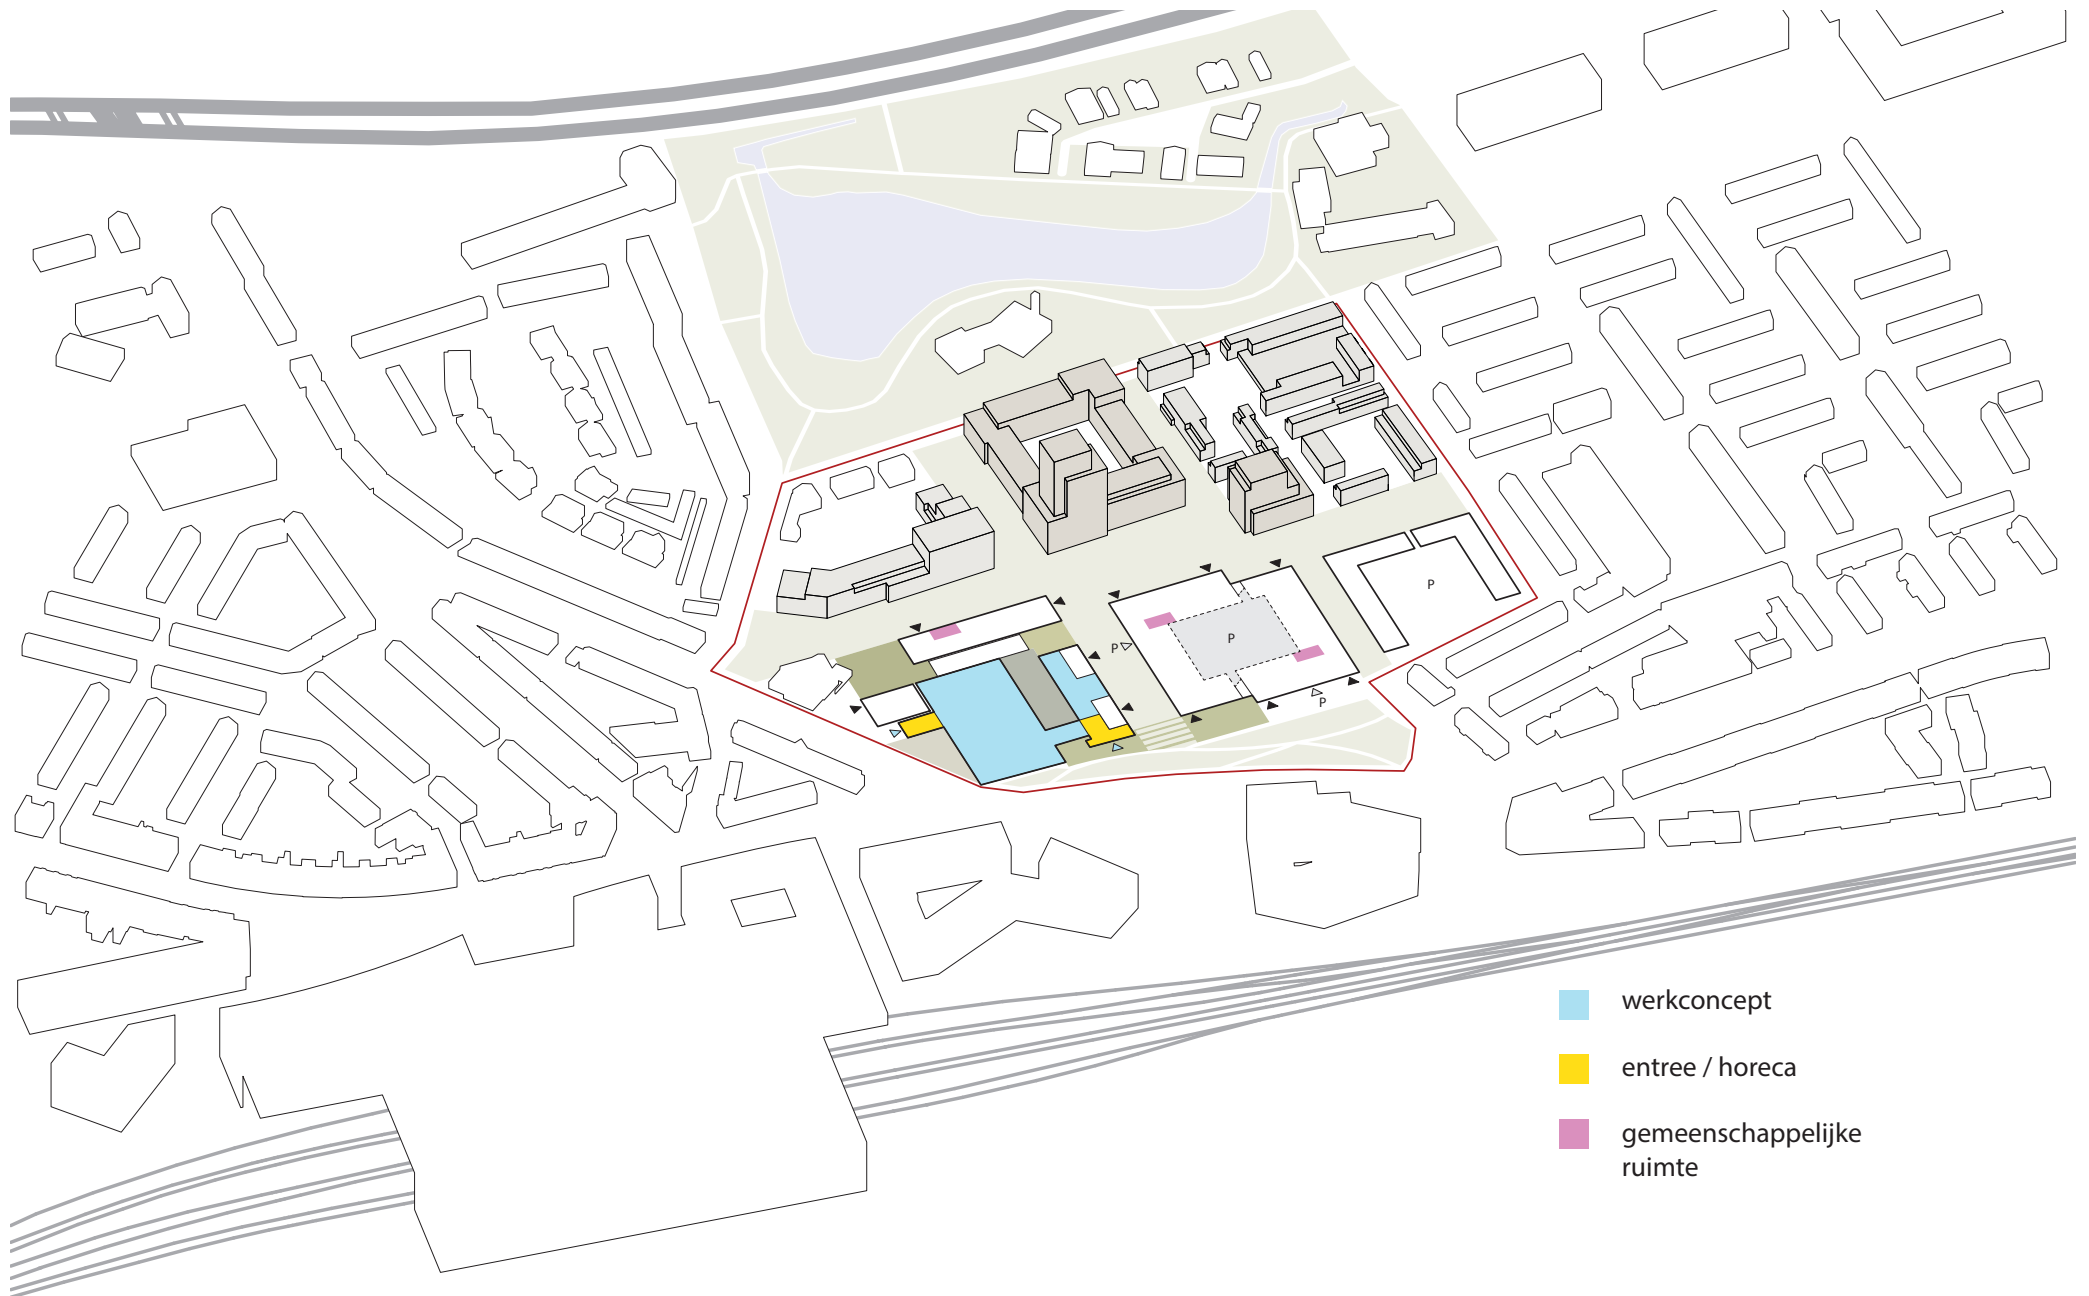 P
P
P
P
werkconcept
entree / horeca
gemeenschappelijke
ruimte